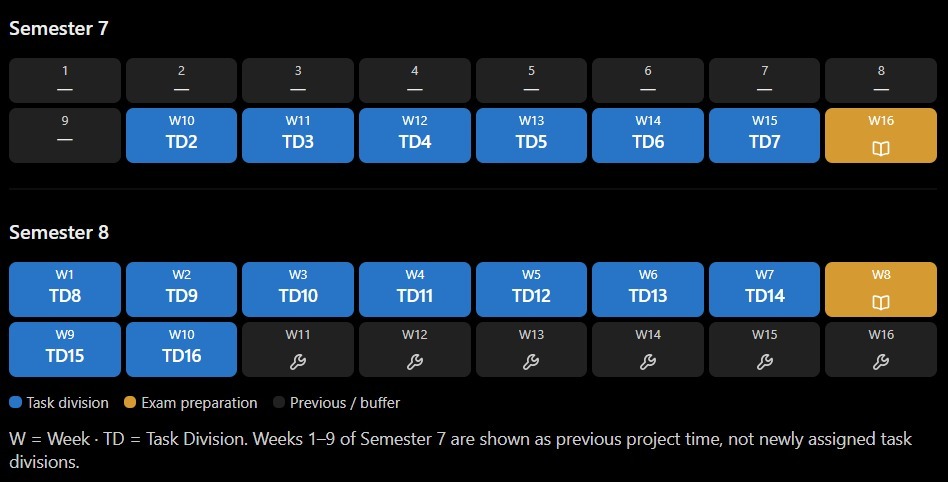 Semester 7
1 2 3 4 5 6 7 8
— — — — — — — —
9 W10 W11 W12 W13 W14 W15 W16
— TD2 TD3 TD4 TD5 TD6 TD7
Semester 8
W1 W2 W3 W4 W5 W6 W7 W8
TD8 TD9 TD10 TD11 TD12 TD13 TD14
W9 W10 W11 W12 W13 W14 W15 W16
TD15 TD16
Task division Exam preparation Previous / buffer
W = Week · TD = Task Division. Weeks 1–9 of Semester 7 are shown as previous project time, not newly assigned task
divisions.